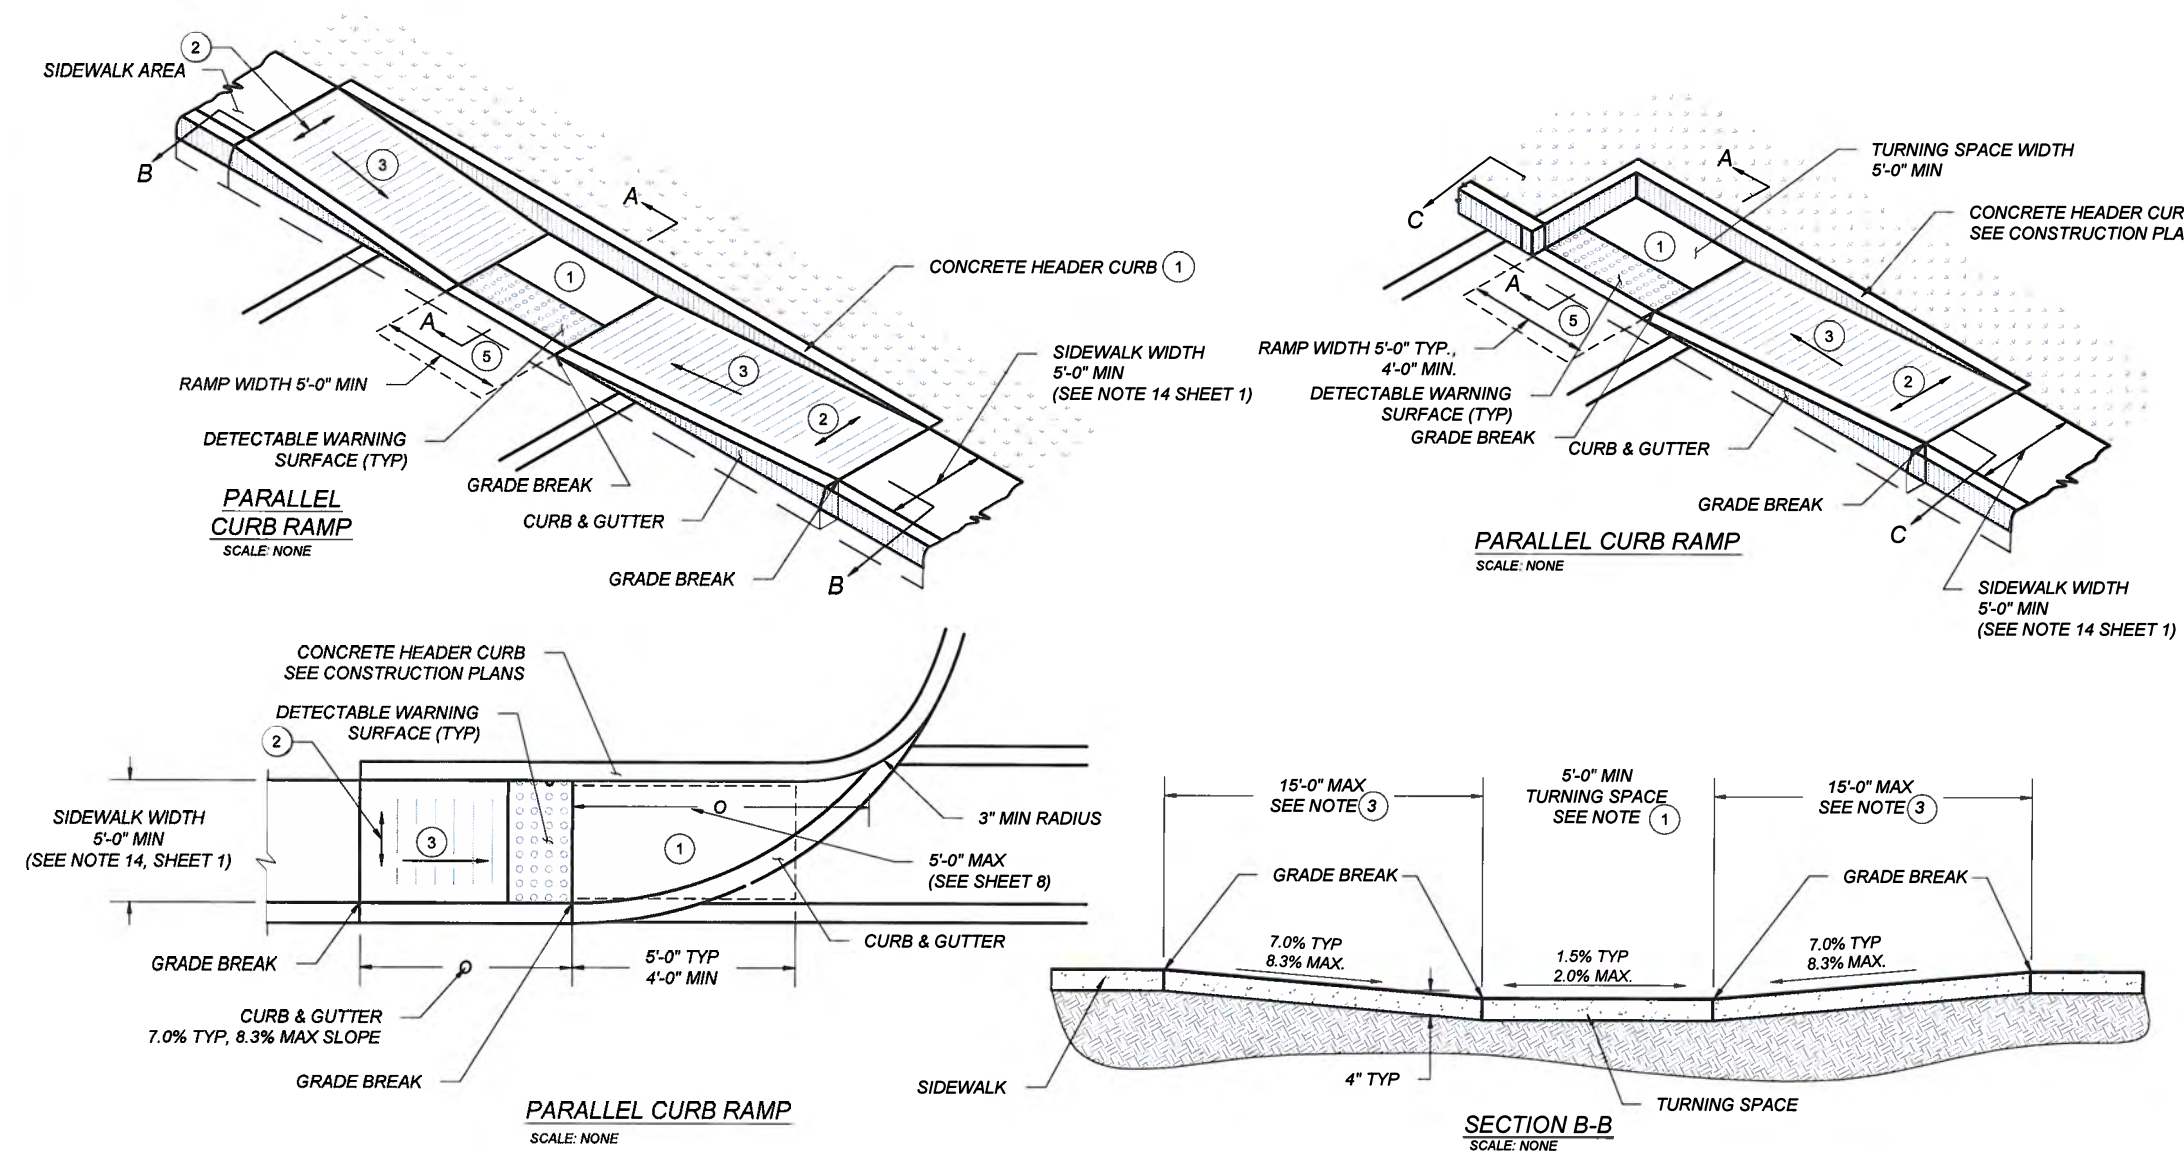 2
SIDEWALK AREA
B
3
A
1
CONCRETE HEADER CURB 1
A
5
RAMP WIDTH 5'-0" MIN
3
SIDEWALK WIDTH
5'-0" MIN
(SEE NOTE 14 SHEET 1)
2
DETECTABLE WARNING
SURFACE (TYP)
GRADE BREAK
CURB & GUTTER
GRADE BREAK
B
PARALLEL
CURB RAMP
SCALE: NONE
A
TURNING SPACE WIDTH
5'-0" MIN
C
CONCRETE HEADER CUR
SEE CONSTRUCTION PLA
1
A
5
3
RAMP WIDTH 5'-0" TYP.,
4'-0" MIN.
2
DETECTABLE WARNING
SURFACE (TYP)
GRADE BREAK
CURB & GUTTER
GRADE BREAK
C
PARALLEL CURB RAMP
SCALE: NONE
SIDEWALK WIDTH
5'-0" MIN
(SEE NOTE 14 SHEET 1)
CONCRETE HEADER CURB
SEE CONSTRUCTION PLANS
DETECTABLE WARNING
SURFACE (TYP)
2
SIDEWALK WIDTH
5'-0" MIN
(SEE NOTE 14, SHEET 1)
3
O
1
3" MIN RADIUS
5'-0" MAX
(SEE SHEET 8)
CURB & GUTTER
GRADE BREAK
O
5'-0" TYP
4'-0" MIN
CURB & GUTTER
7.0% TYP, 8.3% MAX SLOPE
GRADE BREAK
PARALLEL CURB RAMP
SCALE: NONE
15'-0" MAX
SEE NOTE 3
5'-0" MIN
TURNING SPACE
SEE NOTE 1
15'-0" MAX
SEE NOTE 3
GRADE BREAK
GRADE BREAK
7.0% TYP
8.3% MAX.
1.5% TYP
2.0% MAX.
7.0% TYP
8.3% MAX.
4" TYP
SIDEWALK
TURNING SPACE
SECTION B-B
SCALE: NONE